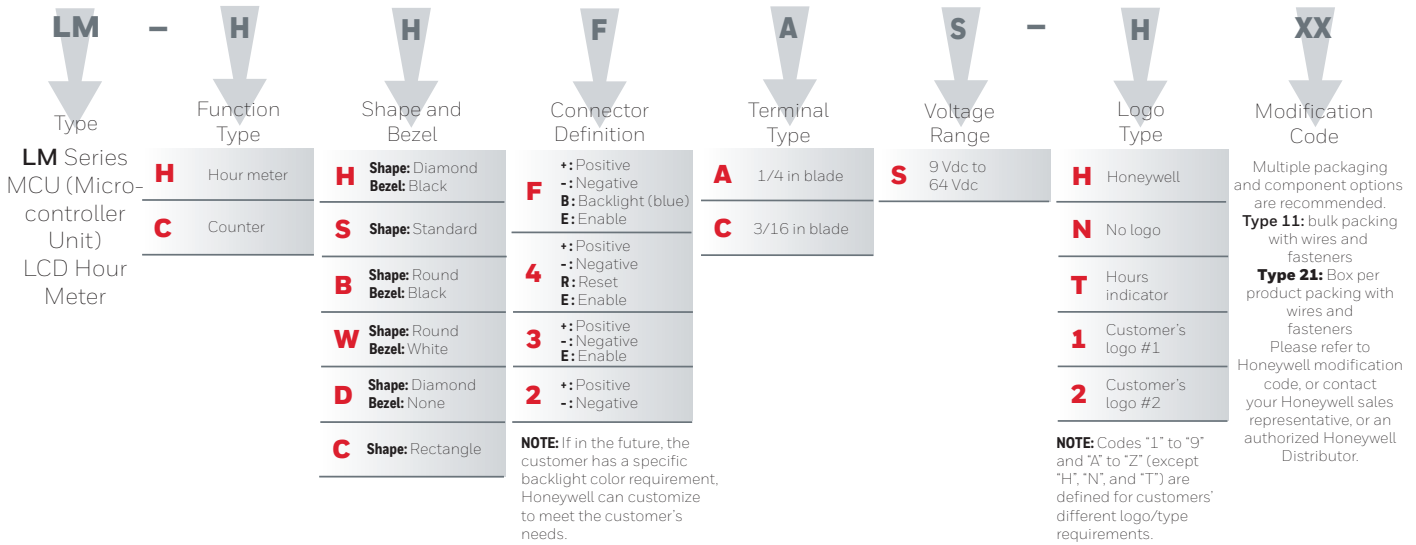 LM – H H F A S – H XX
Type
LM Series
MCU (Micro-
controller
Unit)
LCD Hour
Meter
Function
Type
H Hour meter
C Counter
Shape and
Bezel
H Shape: Diamond
Bezel: Black
S Shape: Standard
B Shape: Round
Bezel: Black
W Shape: Round
Bezel: White
D Shape: Diamond
Bezel: None
C Shape: Rectangle
Connector
Definition
F +: Positive
-: Negative
B: Backlight (blue)
E: Enable
4 +: Positive
-: Negative
R: Reset
E: Enable
3 +: Positive
-: Negative
E: Enable
2 +: Positive
-: Negative
NOTE: If in the future, the
customer has a specific
backlight color requirement,
Honeywell can customize
to meet the customer's
needs.
Terminal
Type
A 1/4 in blade
C 3/16 in blade
Voltage
Range
S 9 Vdc to
64 Vdc
Logo
Type
H Honeywell
N No logo
T Hours
indicator
1 Customer's
logo #1
2 Customer's
logo #2
NOTE: Codes "1" to "9"
and "A" to "Z" (except
"H", "N", and "T") are
defined for customers'
different logo/type
requirements.
Modification
Code
Multiple packaging
and component options
are recommended.
Type 11: bulk packing
with wires and
fasteners
Type 21: Box per
product packing with
wires and
fasteners
Please refer to
Honeywell modification
code, or contact
your Honeywell sales
representative, or an
authorized Honeywell
Distributor.